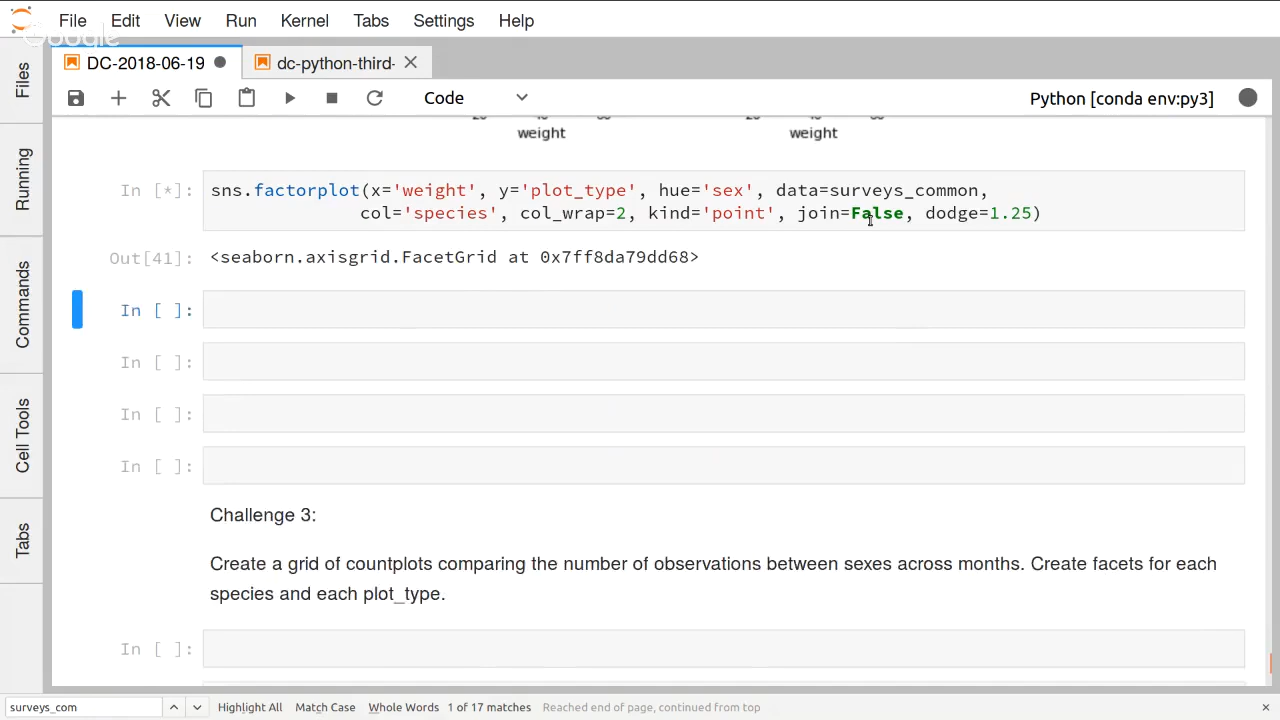 File Edit View Run Kernel Tabs Settings Help
Google
DC-2018-06-19 dc-python-third-
Code Python [conda env:py3]
weight weight
In [*]: sns.factorplot(x='weight', y='plot_type', hue='sex', data=surveys_common,
col='species', col_wrap=2, kind='point', join=False, dodge=1.25)
Out[41]: <seaborn.axisgrid.FacetGrid at 0x7ff8da79dd68>
In [ ]:
In [ ]:
In [ ]:
In [ ]:
Challenge 3:
Create a grid of countplots comparing the number of observations between sexes across months. Create facets for each
species and each plot_type.
In [ ]:
Files
Running
Commands
Cell Tools
Tabs
surveys_com Highlight All Match Case Whole Words 1 of 17 matches Reached end of page, continued from top